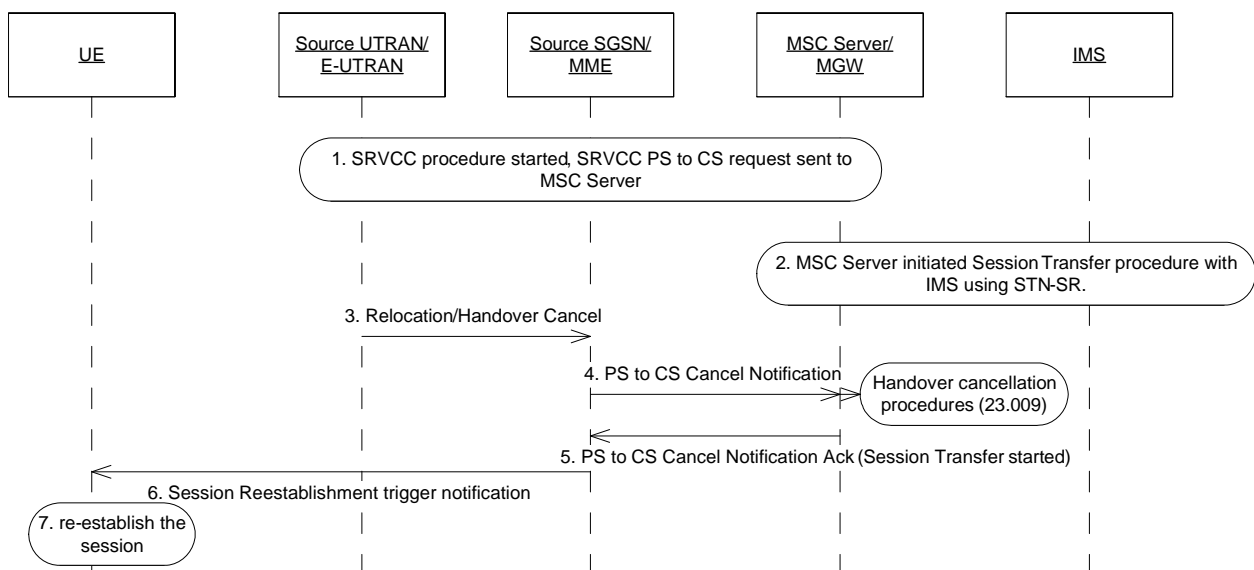 UE
Source UTRAN/
E-UTRAN
Source SGSN/
MME
MSC Server/
MGW
IMS
1. SRVCC procedure started, SRVCC PS to CS request sent to
MSC Server
2. MSC Server initiated Session Transfer procedure with
IMS using STN-SR.
3. Relocation/Handover Cancel
4. PS to CS Cancel Notification
Handover cancellation
procedures (23.009)
5. PS to CS Cancel Notification Ack (Session Transfer started)
6. Session Reestablishment trigger notification
7. re-establish the
session